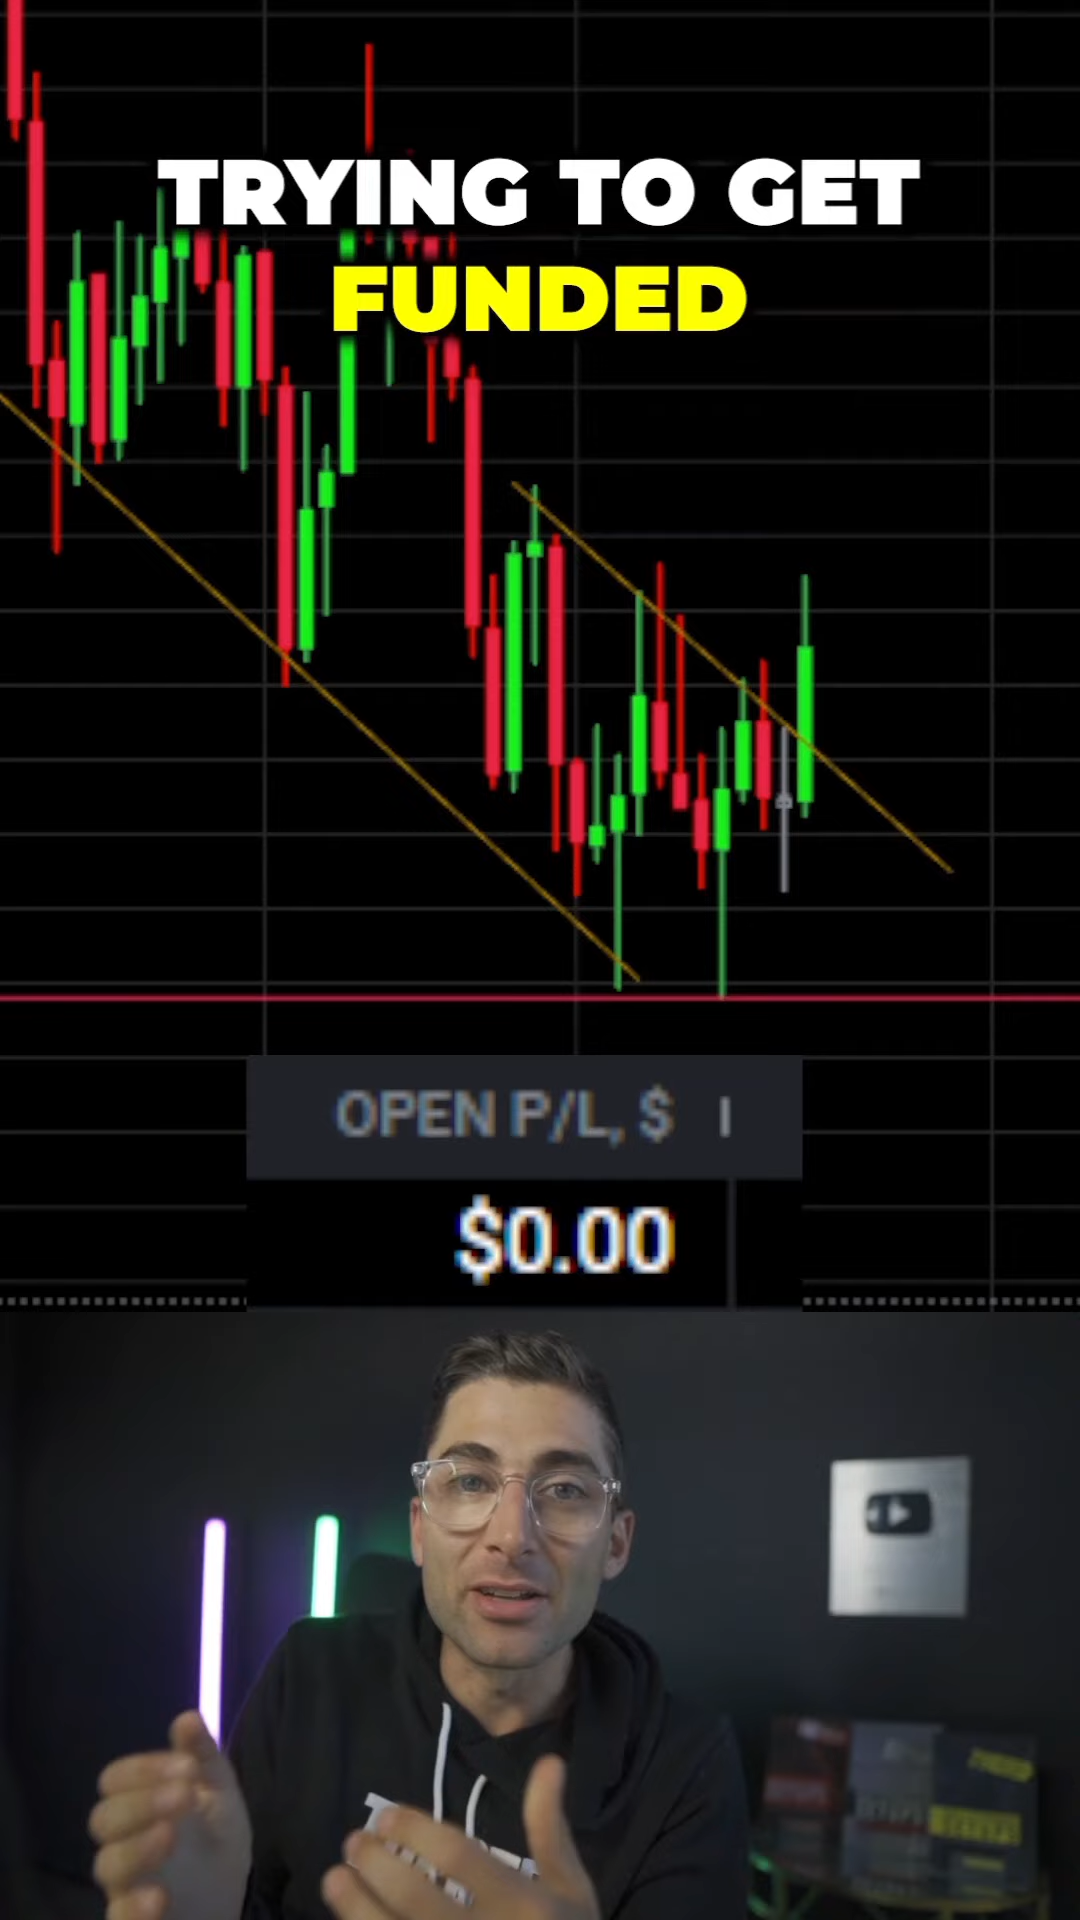 TRYING TO GET
FUNDED
OPEN P/L, $
$0.00